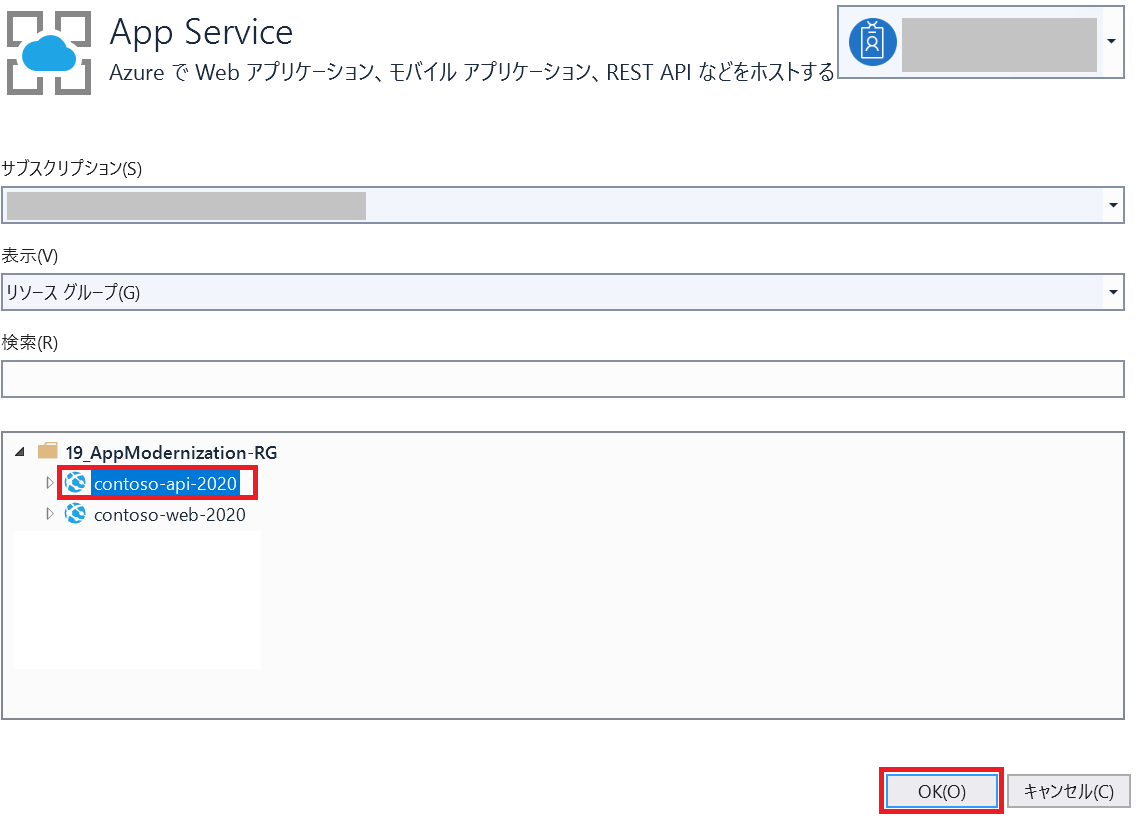 App Service
Azure で Web アプリケーション、モバイル アプリケーション、REST API などをホストする
サブスクリプション(S)
表示(V)
リソース グループ(G)
検索(R)
19_AppModernization-RG
contoso-api-2020
contoso-web-2020
OK(O)
キャンセル(C)